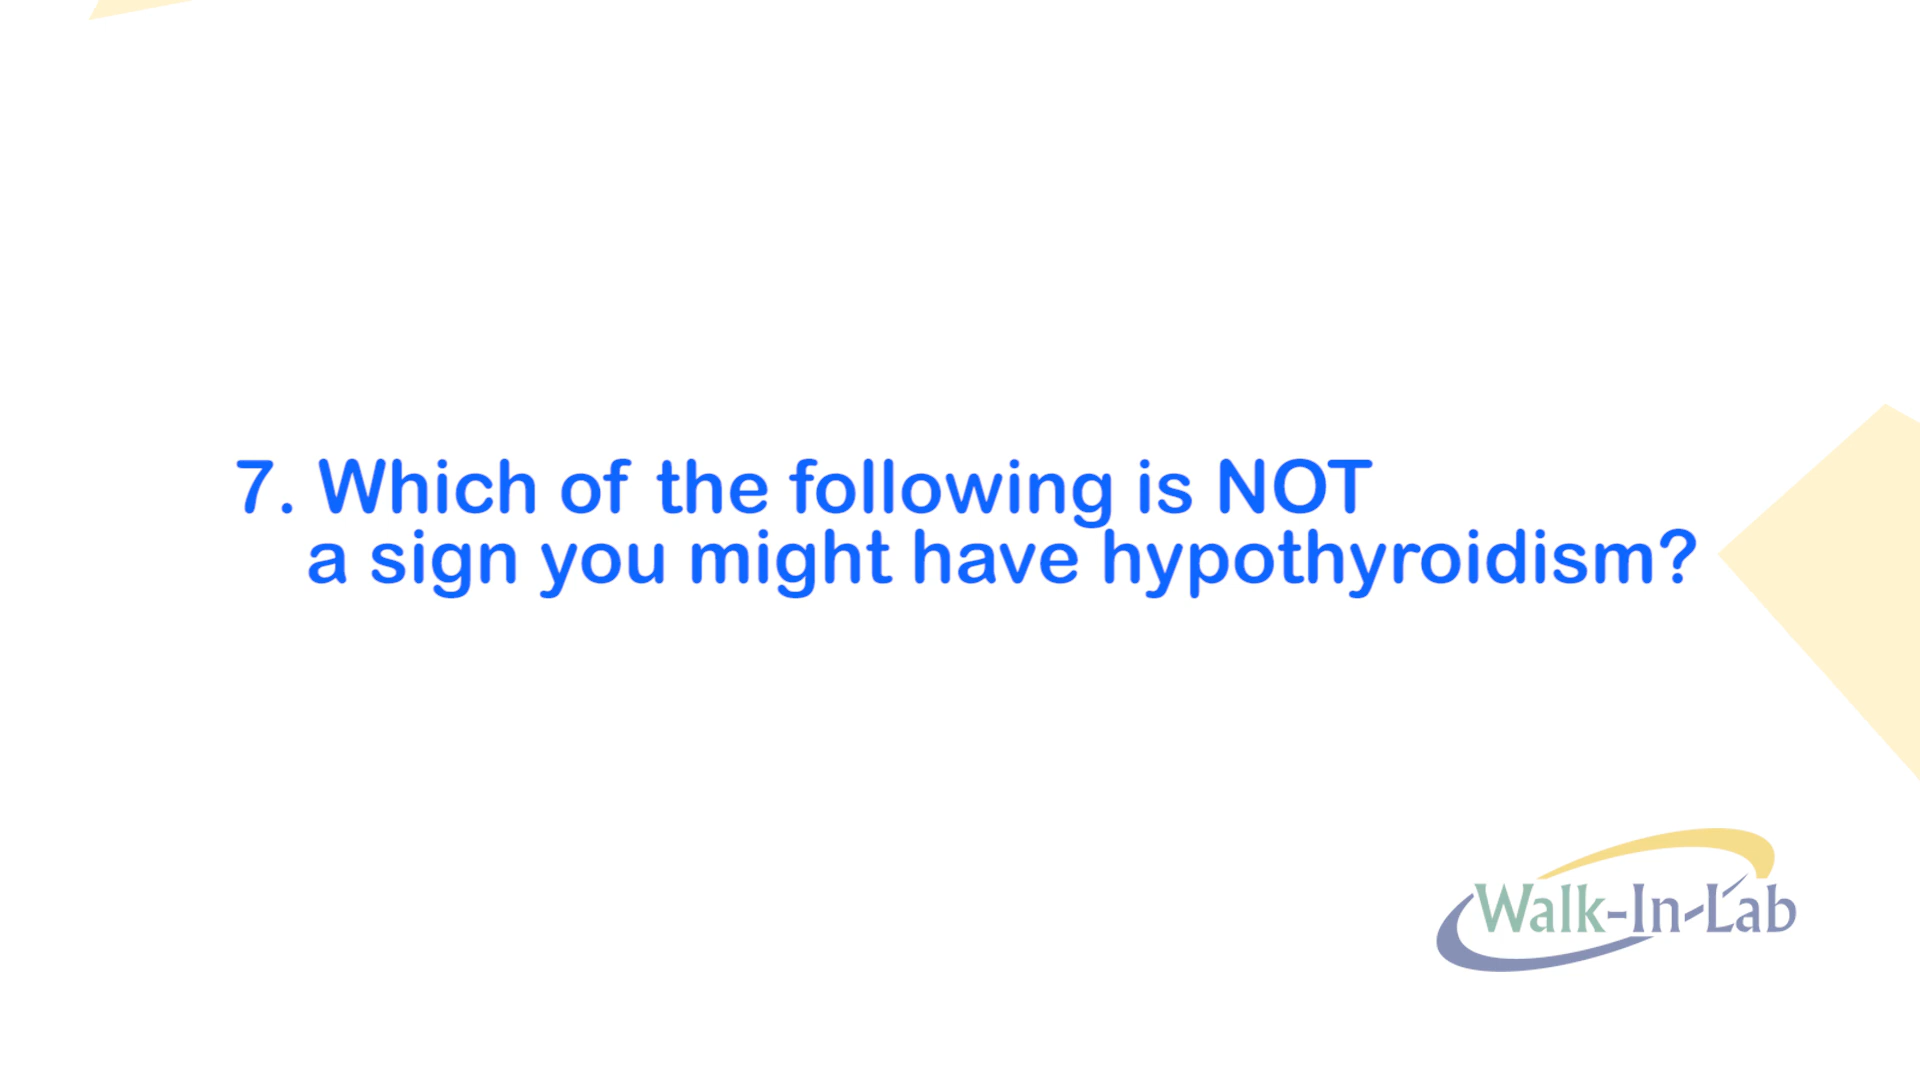 7. Which of the following is NOT
a sign you might have hypothyroidism?
Walk-In-Lab